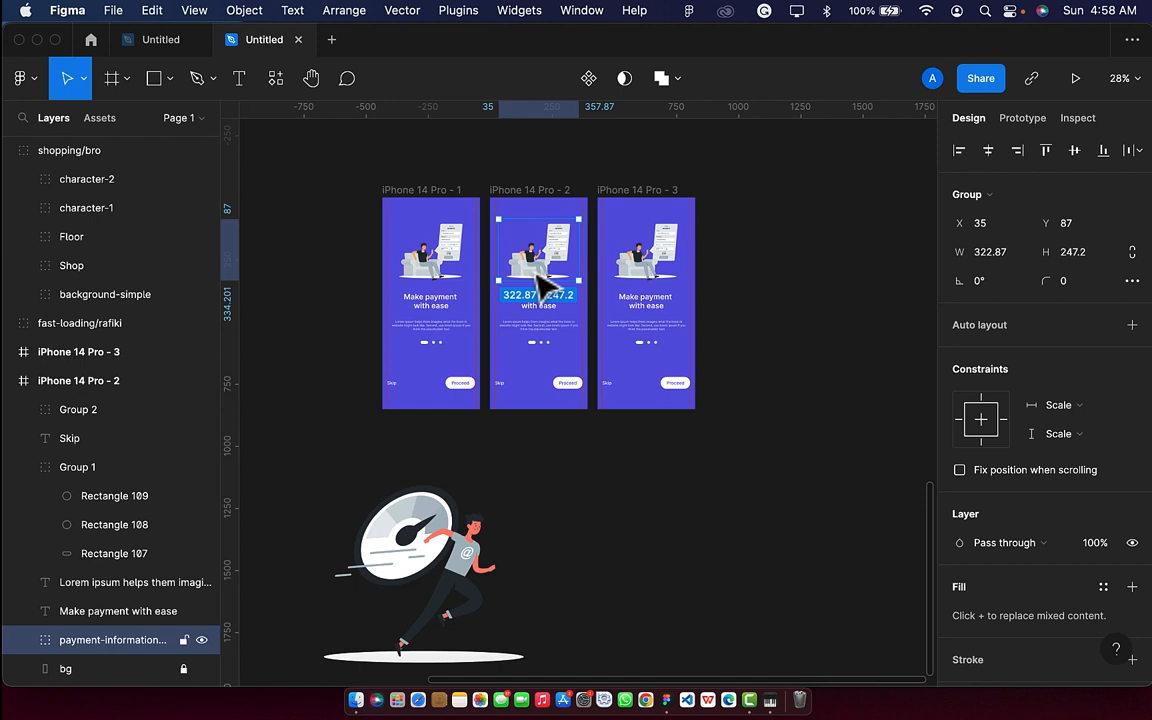 Figma File Edit View Object Text Arrange Vector Plugins Widgets Window Help 100% Sun 4:58 AM
Untitled Untitled
A Share 28%
Layers Assets Page 1
shopping/bro
character-2
character-1
Floor
Shop
background-simple
fast-loading/rafiki
iPhone 14 Pro - 3
iPhone 14 Pro - 2
Group 2
Skip
Group 1
Rectangle 109
Rectangle 108
Rectangle 107
Lorem ipsum helps them imagi...
Make payment with ease
payment-information...
bg
-750 -500 -250 35 250 357.87 750 1000 1250 1500 1750
-250
87
334.201
750
1000
1250
1500
1750
iPhone 14 Pro - 1 iPhone 14 Pro - 2 iPhone 14 Pro - 3
Make payment
with ease
Skip Proceed
322.87 247.2
with ease
Skip Proceed
Make payment
with ease
Skip Proceed
@
Design Prototype Inspect
Group
X 35 Y 87
W 322.87 H 247.2
0° 0
Auto layout
Constraints
Scale
Scale
Fix position when scrolling
Layer
Pass through 100%
Fill
Click + to replace mixed content.
Stroke
?